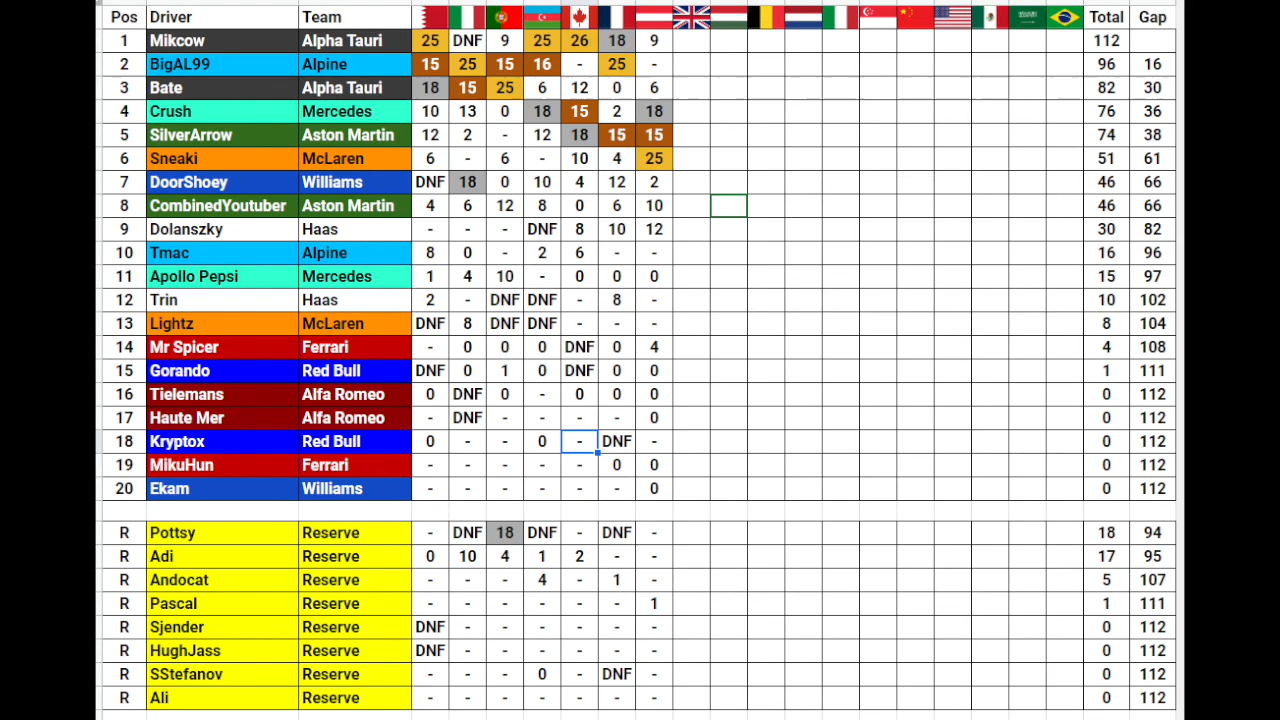 Pos Driver Team Total Gap
1 Mikcow Alpha Tauri 25 DNF 9 25 26 18 9 112
2 BigAL99 Alpine 15 25 15 16 - 25 - 96 16
3 Bate Alpha Tauri 18 15 25 6 12 0 6 82 30
4 Crush Mercedes 10 13 0 18 15 2 18 76 36
5 SilverArrow Aston Martin 12 2 - 12 18 15 15 74 38
6 Sneaki McLaren 6 - 6 - 10 4 25 51 61
7 DoorShoey Williams DNF 18 0 10 4 12 2 46 66
8 CombinedYoutuber Aston Martin 4 6 12 8 0 6 10 46 66
9 Dolanszky Haas - - - DNF 8 10 12 30 82
10 Tmac Alpine 8 0 - 2 6 - - 16 96
11 Apollo Pepsi Mercedes 1 4 10 - 0 0 0 15 97
12 Trin Haas 2 - DNF DNF - 8 - 10 102
13 Lightz McLaren DNF 8 DNF DNF - - - 8 104
14 Mr Spicer Ferrari - 0 0 0 DNF 0 4 4 108
15 Gorando Red Bull DNF 0 1 0 DNF 0 0 1 111
16 Tielemans Alfa Romeo 0 DNF 0 - 0 0 0 0 112
17 Haute Mer Alfa Romeo - DNF - - - - 0 0 112
18 Kryptox Red Bull 0 - - 0 - DNF - 0 112
19 MikuHun Ferrari - - - - - 0 0 0 112
20 Ekam Williams - - - - - - 0 0 112
R Pottsy Reserve - DNF 18 DNF - DNF - 18 94
R Adi Reserve 0 10 4 1 2 - - 17 95
R Andocat Reserve - - - 4 - 1 - 5 107
R Pascal Reserve - - - - - - 1 1 111
R Sjender Reserve DNF - - - - - - 0 112
R HughJass Reserve DNF - - - - - - 0 112
R SStefanov Reserve - - - 0 - DNF - 0 112
R Ali Reserve - - - - - - - 0 112